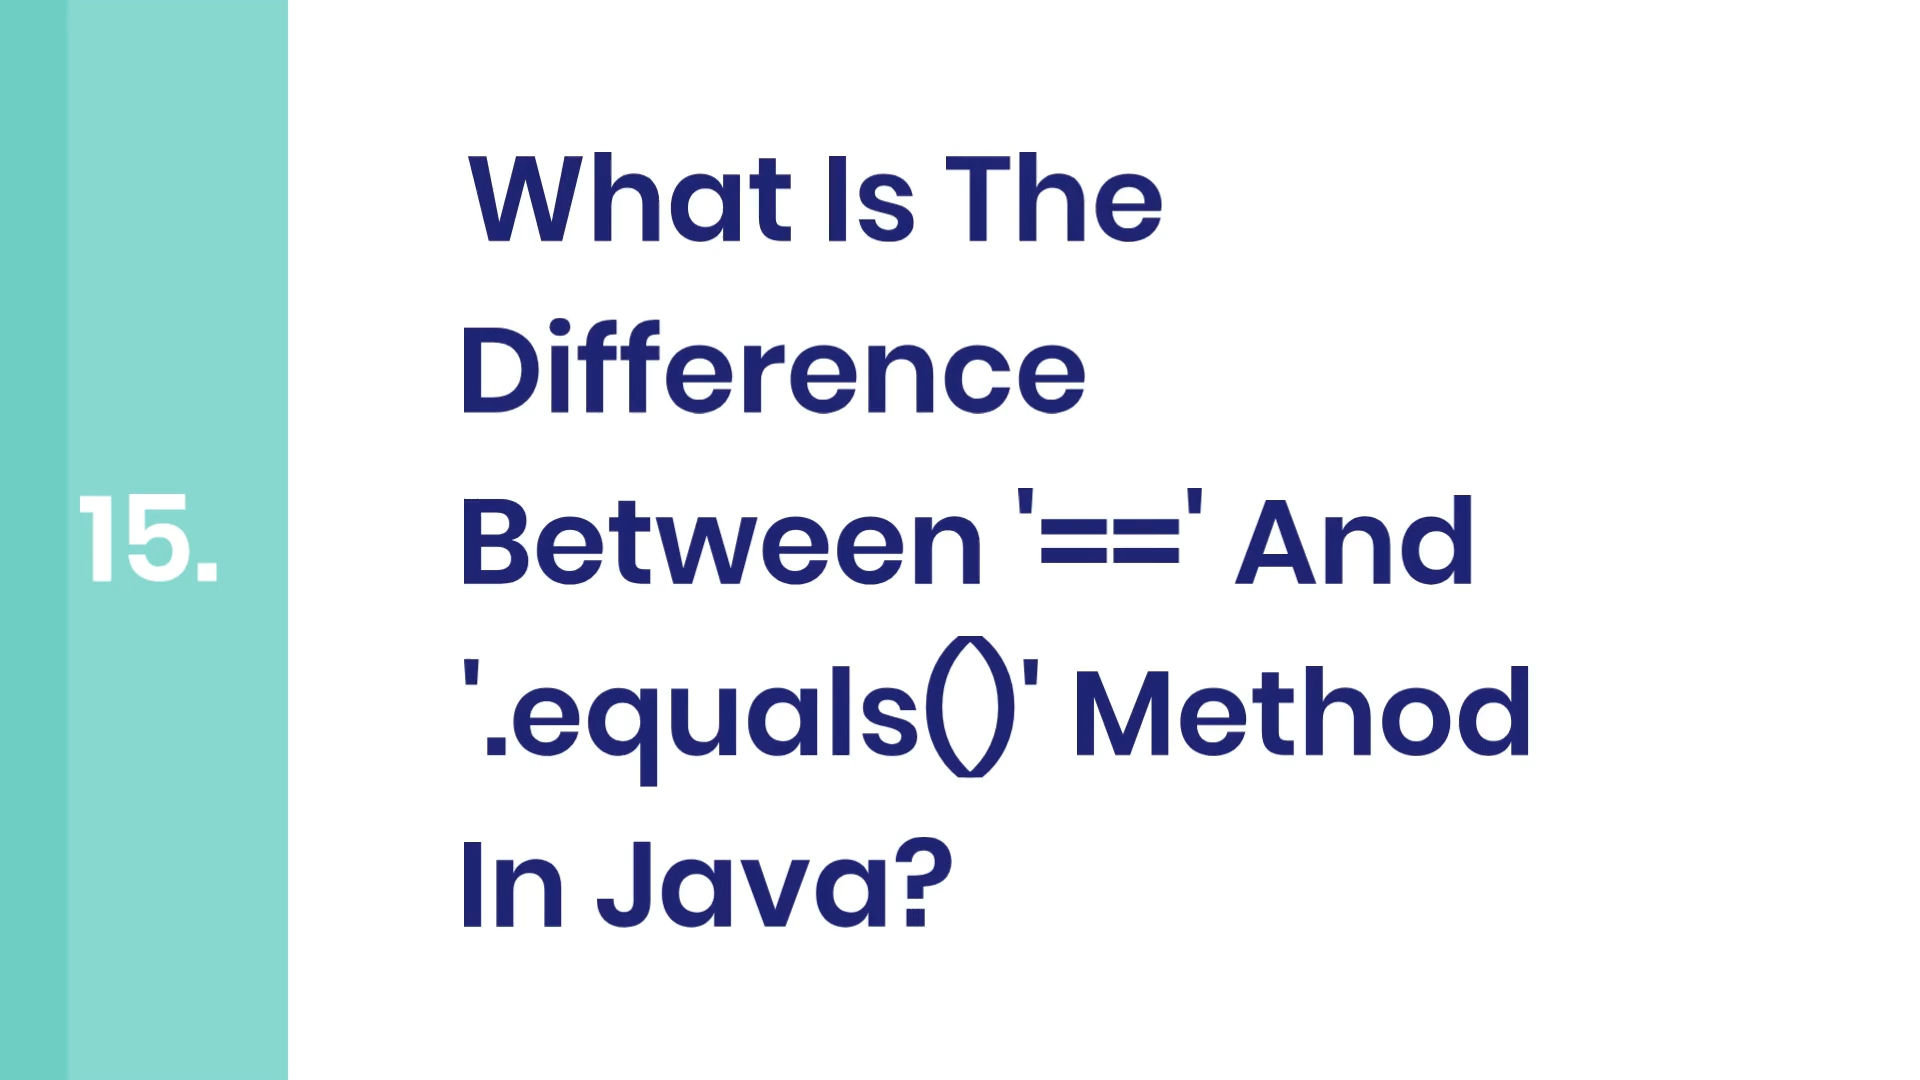 15.
What Is The
Difference
Between '==' And
'.equals()' Method
In Java?